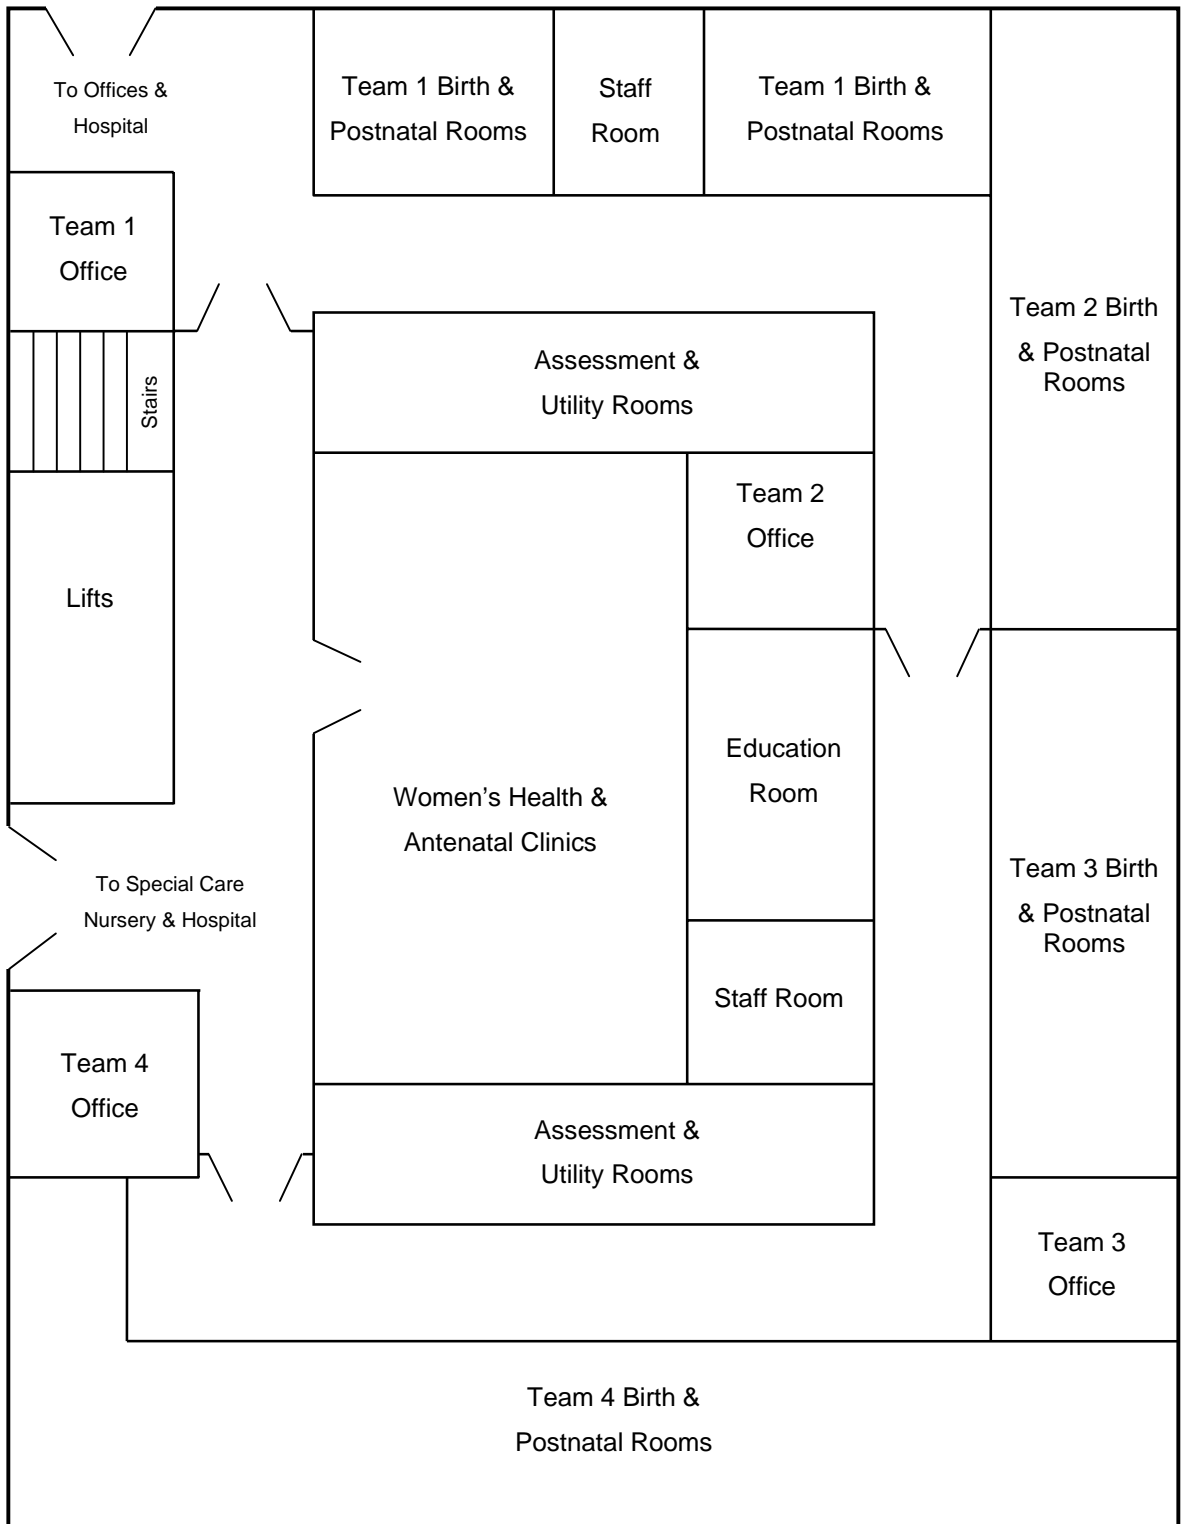 To Offices &
Hospital
Team 1 Birth &
Postnatal Rooms
Staff
Room
Team 1 Birth &
Postnatal Rooms
Team 1
Office
Team 2 Birth
& Postnatal
Rooms
Stairs
Assessment &
Utility Rooms
Team 2
Office
Lifts
Education
Room
Women’s Health &
Antenatal Clinics
To Special Care
Nursery & Hospital
Team 3 Birth
& Postnatal
Rooms
Staff Room
Team 4
Office
Assessment &
Utility Rooms
Team 3
Office
Team 4 Birth &
Postnatal Rooms